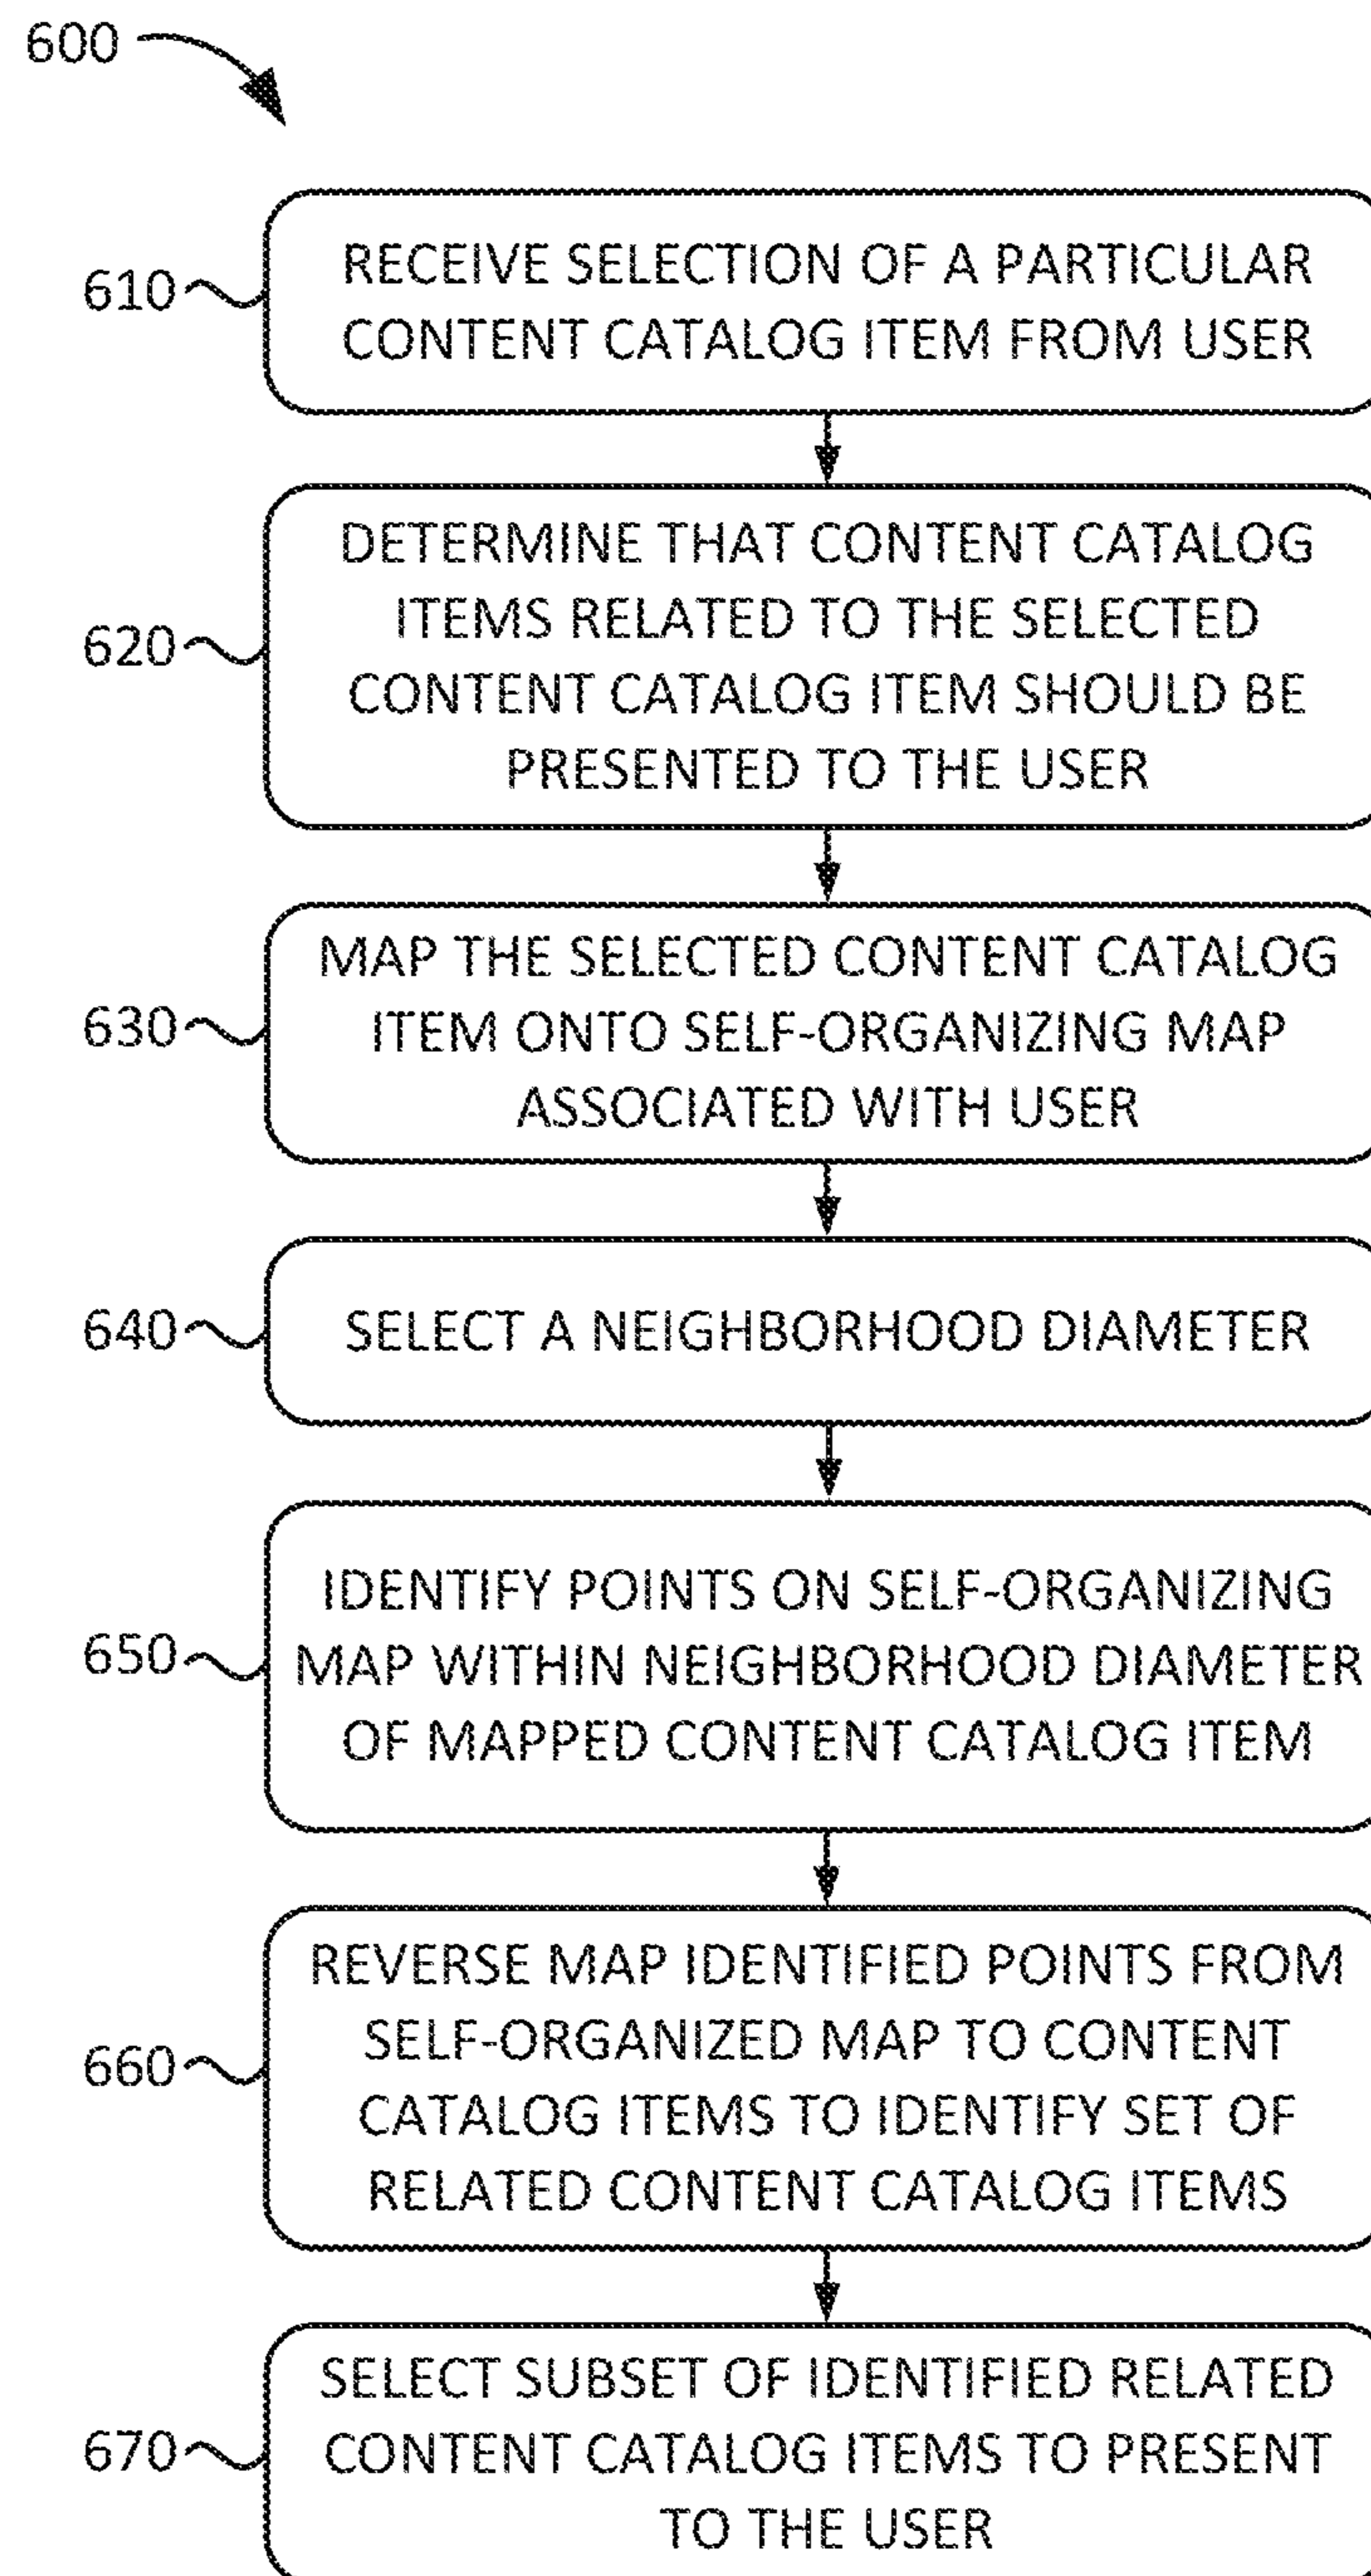 600
610
RECEIVE SELECTION OF A PARTICULAR
CONTENT CATALOG ITEM FROM USER
620
DETERMINE THAT CONTENT CATALOG
ITEMS RELATED TO THE SELECTED
CONTENT CATALOG ITEM SHOULD BE
PRESENTED TO THE USER
630
MAP THE SELECTED CONTENT CATALOG
ITEM ONTO SELF-ORGANIZING MAP
ASSOCIATED WITH USER
640
SELECT A NEIGHBORHOOD DIAMETER
650
IDENTIFY POINTS ON SELF-ORGANIZING
MAP WITHIN NEIGHBORHOOD DIAMETER
OF MAPPED CONTENT CATALOG ITEM
660
REVERSE MAP IDENTIFIED POINTS FROM
SELF-ORGANIZED MAP TO CONTENT
CATALOG ITEMS TO IDENTIFY SET OF
RELATED CONTENT CATALOG ITEMS
670
SELECT SUBSET OF IDENTIFIED RELATED
CONTENT CATALOG ITEMS TO PRESENT
TO THE USER